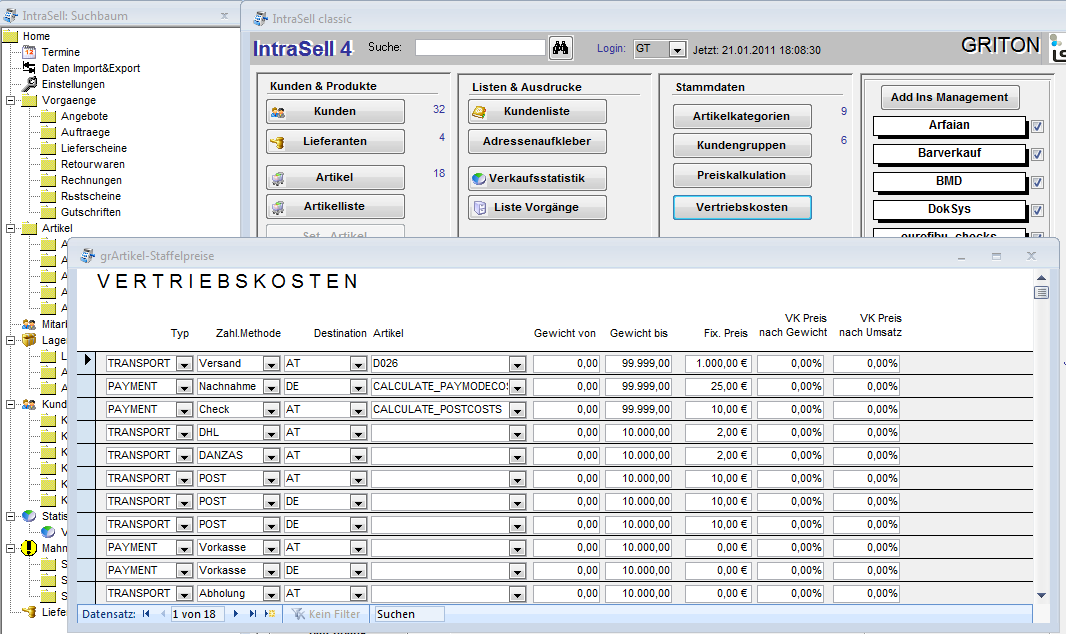 IntraSell: Suchbaum
Home
Termine
Daten Import&Export
Einstellungen
Vorgaenge
Angebote
Auftraege
Lieferscheine
Retourwaren
Rechnungen
Rüstscheine
Gutschriften
Artikel
A
A
A
A
A
Mitar
Lage
L
A
A
Kund
K
K
K
K
K
K
Statis
V
Mahn
S
S
S
Liefe
IntraSell classic
IntraSell 4 Suche: Login: GT Jetzt: 21.01.2011 18:08:30 GRITON
Kunden & Produkte
Kunden 32
Lieferanten 4
Artikel 18
Artikelliste
Set Artikel
Listen & Ausdrucke
Kundenliste
Adressenaufkleber
Verkaufsstatistik
Liste Vorgänge
Stammdaten
Artikelkategorien 9
Kundengruppen 6
Preiskalkulation
Vertriebskosten
Add Ins Management
Arfaian
Barverkauf
BMD
DokSys
eurofibu_checks
grArtikel-Staffelpreise
VERTRIEBSKOSTEN
Typ Zahl.Methode Destination Artikel Gewicht von Gewicht bis Fix. Preis VK Preis nach Gewicht VK Preis nach Umsatz
TRANSPORT Versand AT D026 0,00 99.999,00 1.000,00 € 0,00% 0,00%
PAYMENT Nachnahme DE CALCULATE_PAYMODECOS 0,00 99.999,00 25,00 € 0,00% 0,00%
PAYMENT Check AT CALCULATE_POSTCOSTS 0,00 99.999,00 10,00 € 0,00% 0,00%
TRANSPORT DHL AT 0,00 10.000,00 2,00 € 0,00% 0,00%
TRANSPORT DANZAS AT 0,00 10.000,00 2,00 € 0,00% 0,00%
TRANSPORT POST AT 0,00 10.000,00 10,00 € 0,00% 0,00%
TRANSPORT POST DE 0,00 10.000,00 10,00 € 0,00% 0,00%
TRANSPORT POST DE 0,00 10.000,00 10,00 € 0,00% 0,00%
PAYMENT Vorkasse AT 0,00 10.000,00 0,00 € 0,00% 0,00%
PAYMENT Vorkasse DE 0,00 10.000,00 0,00 € 0,00% 0,00%
TRANSPORT Abholung AT 0,00 10.000,00 0,00 € 0,00% 0,00%
Datensatz: 1 von 18 Kein Filter Suchen